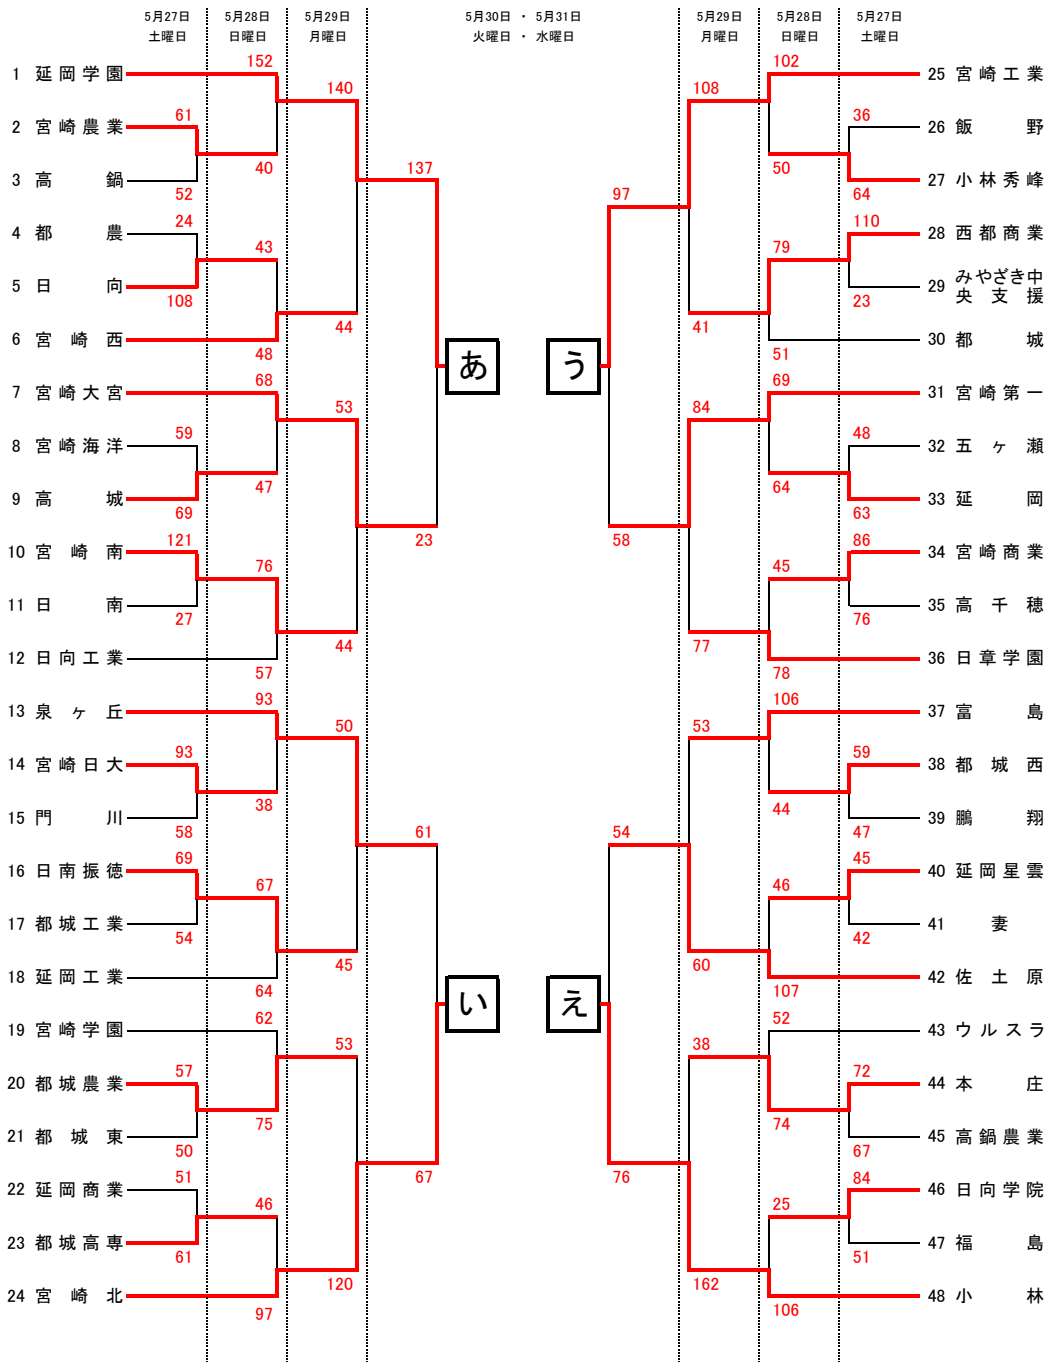 5月27日 5月28日 5月29日 5月30日 ・ 5月31日 5月29日 5月28日 5月27日
土曜日 日曜日 月曜日 火曜日 ・ 水曜日 月曜日 日曜日 土曜日
152 102
1 延岡学園 25 宮崎工業
140 108
61 36
2 宮崎農業 26 飯野
40 137 50
3 高鍋 27 小林秀峰
52 97 64
24 110
4 都農 28 西都商業
43 79
5 日向 29 みやざき中央支援
108 23
44 41
6 宮崎西 30 都城
48 51
あ う
68 69
7 宮崎大宮 31 宮崎第一
53 84
59 48
8 宮崎海洋 32 五ヶ瀬
47 64
9 高城 33 延岡
69 63
23 58
121 86
10 宮崎南 34 宮崎商業
76 45
11 日南 35 高千穂
27 76
44 77
12 日向工業 36 日章学園
57 78
93 106
13 泉ヶ丘 37 富島
50 53
93 59
14 宮崎日大 38 都城西
38 44
15 門川 39 鵬翔
58 61 54 47
69 45
16 日南振徳 40 延岡星雲
67 46
17 都城工業 41 妻
54 42
45 60
18 延岡工業 42 佐土原
64 107
い え
62 52
19 宮崎学園 43 ウルスラ
53 38
57 72
20 都城農業 44 本庄
75 74
21 都城東 45 高鍋農業
50 67
67 76
51 84
22 延岡商業 46 日向学院
46 25
23 都城高専 47 福島
61 51
120 162
24 宮崎北 48 小林
97 106